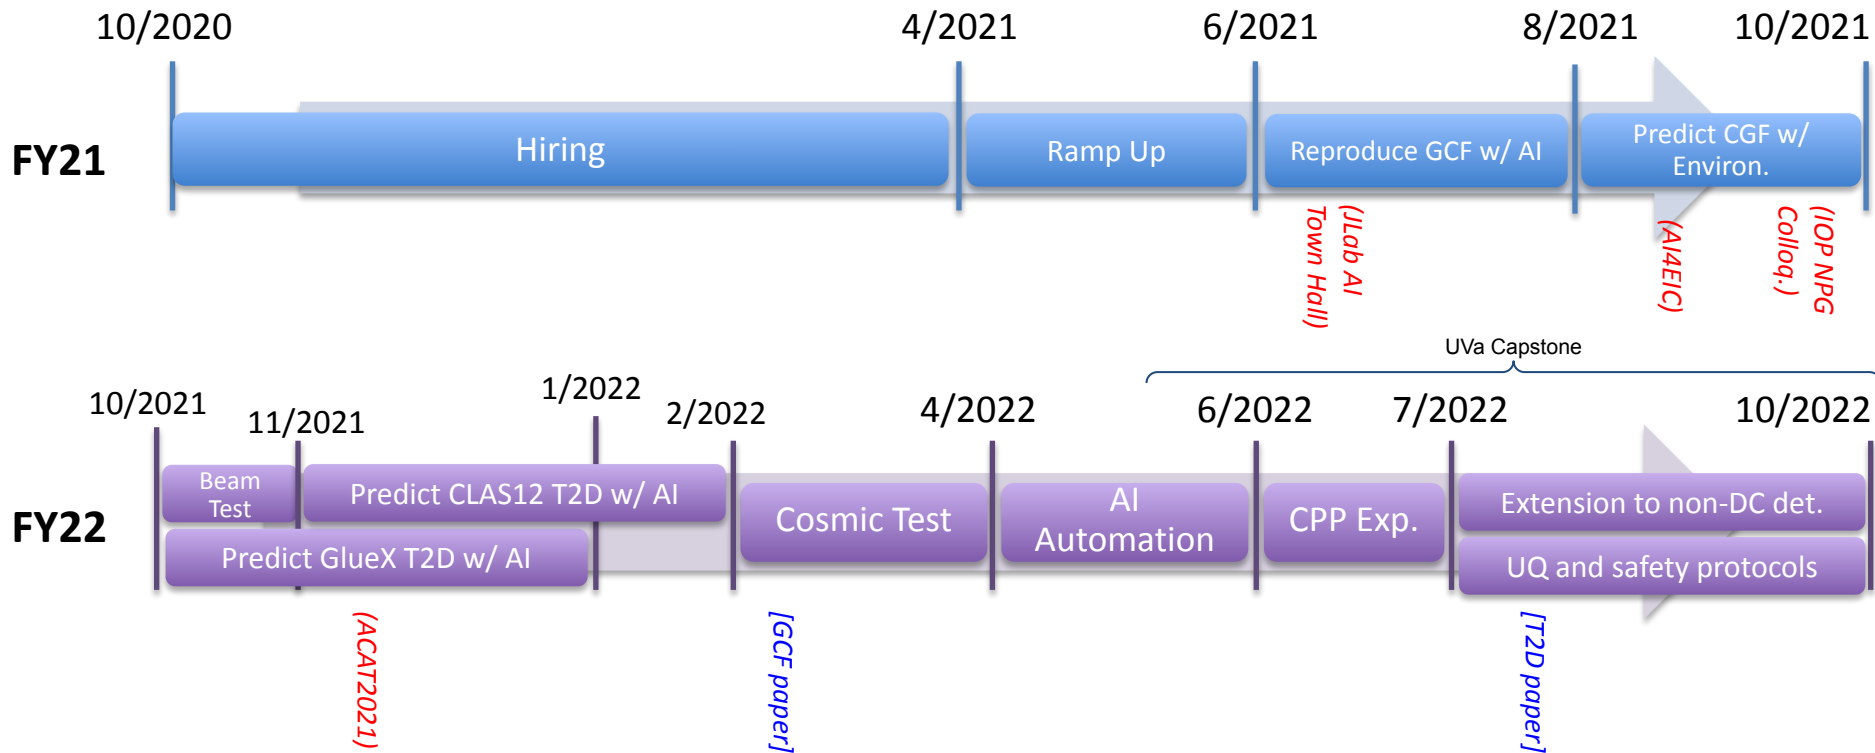 10/2020
4/2021
6/2021
8/2021
10/2021
FY21
Hiring
Ramp Up
Reproduce GCF w/ AI
Predict CGF w/
Environ.
(JLab AI
Town Hall)
(AI4EIC)
(IOP NPG
Colloq.)
UVa Capstone
10/2021
11/2021
1/2022
2/2022
4/2022
6/2022
7/2022
10/2022
FY22
Beam
Test
Predict CLAS12 T2D w/ AI
Predict GlueX T2D w/ AI
Cosmic Test
AI
Automation
CPP Exp.
Extension to non-DC det.
UQ and safety protocols
(ACAT2021)
[GCF paper]
[T2D paper]